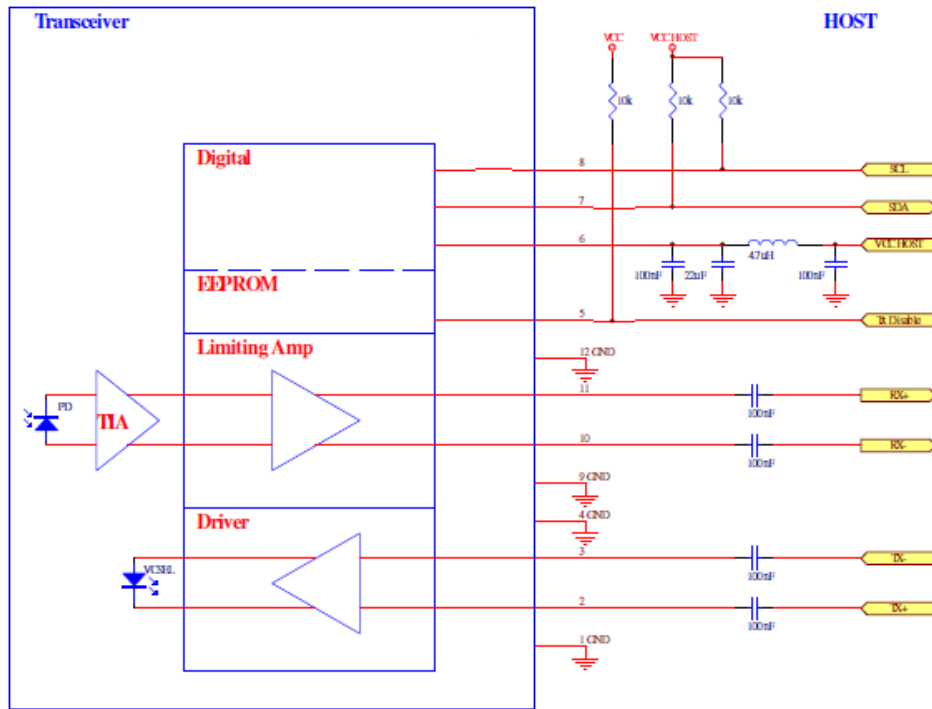 Transceiver
HOST
VCC
VCC HOST
10k
10k
10k
Digital
8
SCL
7
SDA
6
VCC HOST
4.7uH
100nF
22uF
100nF
EEPROM
5
Tx Disable
Limiting Amp
12 GND
11
RX+
PD
TIA
100nF
10
RX-
100nF
9 GND
Driver
4 GND
3
TX-
VCSEL
100nF
2
TX+
100nF
1 GND